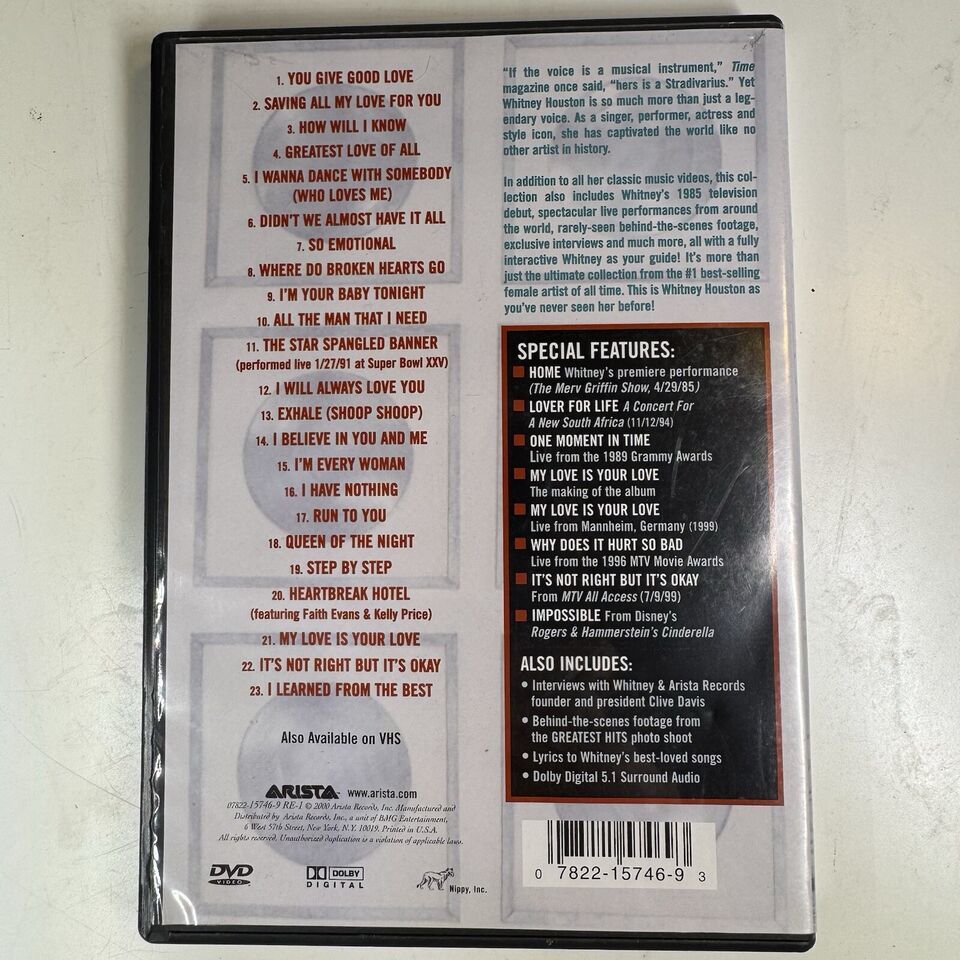 1. YOU GIVE GOOD LOVE
2. SAVING ALL MY LOVE FOR YOU
3. HOW WILL I KNOW
4. GREATEST LOVE OF ALL
5. I WANNA DANCE WITH SOMEBODY
(WHO LOVES ME)
6. DIDN'T WE ALMOST HAVE IT ALL
7. SO EMOTIONAL
8. WHERE DO BROKEN HEARTS GO
9. I'M YOUR BABY TONIGHT
10. ALL THE MAN THAT I NEED
11. THE STAR SPANGLED BANNER
(performed live 1/27/91 at Super Bowl XXV)
12. I WILL ALWAYS LOVE YOU
13. EXHALE (SHOOP SHOOP)
14. I BELIEVE IN YOU AND ME
15. I'M EVERY WOMAN
16. I HAVE NOTHING
17. RUN TO YOU
18. QUEEN OF THE NIGHT
19. STEP BY STEP
20. HEARTBREAK HOTEL
(featuring Faith Evans & Kelly Price)
21. MY LOVE IS YOUR LOVE
22. IT'S NOT RIGHT BUT IT'S OKAY
23. I LEARNED FROM THE BEST
Also Available on VHS
ARISTA www.arista.com
07822-15746-9 RE-1 © 2000 Arista Records, Inc. Manufactured and
Distributed by Arista Records, Inc., a unit of BMG Entertainment,
6 West 57th Street, New York, N.Y. 10019. Printed in U.S.A.
All rights reserved. Unauthorized duplication is a violation of applicable laws.
DVD
VIDEO
DOLBY
DIGITAL
Nippy, Inc.
"If the voice is a musical instrument," Time
magazine once said, "hers is a Stradivarius." Yet
Whitney Houston is so much more than just a leg-
endary voice. As a singer, performer, actress and
style icon, she has captivated the world like no
other artist in history.
In addition to all her classic music videos, this col-
lection also includes Whitney's 1985 television
debut, spectacular live performances from around
the world, rarely-seen behind-the-scenes footage,
exclusive interviews and much more, all with a fully
interactive Whitney as your guide! It's more than
just the ultimate collection from the #1 best-selling
female artist of all time. This is Whitney Houston as
you've never seen her before!
SPECIAL FEATURES:
HOME Whitney's premiere performance
(The Merv Griffin Show, 4/29/85)
LOVER FOR LIFE A Concert For
A New South Africa (11/12/94)
ONE MOMENT IN TIME
Live from the 1989 Grammy Awards
MY LOVE IS YOUR LOVE
The making of the album
MY LOVE IS YOUR LOVE
Live from Mannheim, Germany (1999)
WHY DOES IT HURT SO BAD
Live from the 1996 MTV Movie Awards
IT'S NOT RIGHT BUT IT'S OKAY
From MTV All Access (7/9/99)
IMPOSSIBLE From Disney's
Rogers & Hammerstein's Cinderella
ALSO INCLUDES:
• Interviews with Whitney & Arista Records
founder and president Clive Davis
• Behind-the-scenes footage from
the GREATEST HITS photo shoot
• Lyrics to Whitney's best-loved songs
• Dolby Digital 5.1 Surround Audio
0 7822-15746-9 3